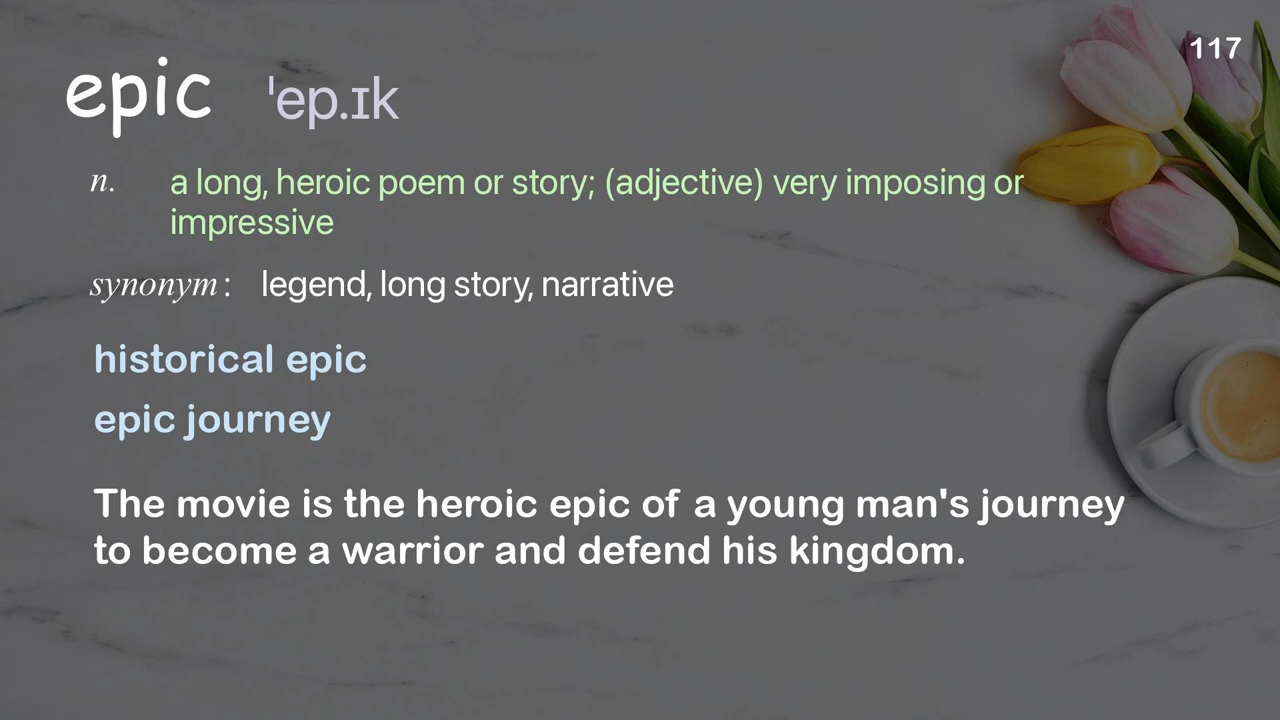 117
epic ˈep.ɪk
n. a long, heroic poem or story; (adjective) very imposing or
impressive
synonym: legend, long story, narrative
historical epic
epic journey
The movie is the heroic epic of a young man's journey
to become a warrior and defend his kingdom.